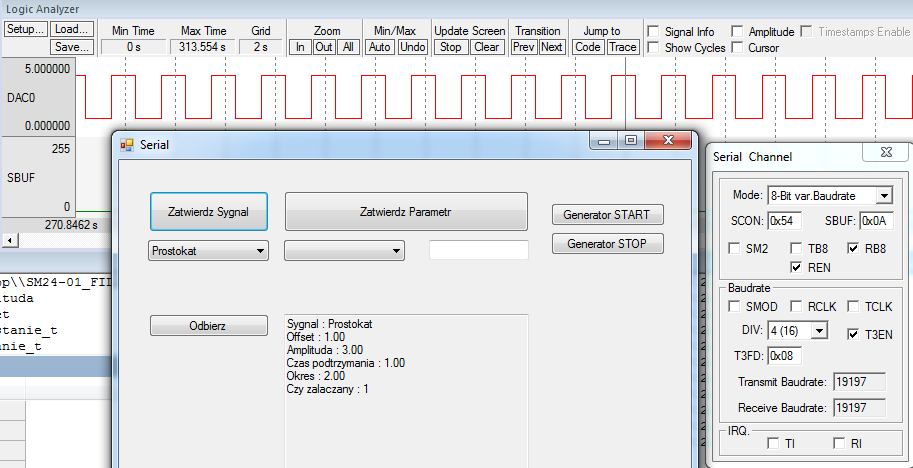 Logic Analyzer
Setup... Load... Min Time Max Time Grid Zoom Min/Max Update Screen Transition Jump to Signal Info Amplitude Timestamps Enable
Save... 0 s 313.554 s 2 s In Out All Auto Undo Stop Clear Prev Next Code Trace Show Cycles Cursor
5.000000
DAC0
0.000000
255
SBUF
0
270.8462 s
Serial
Zatwierdz Sygnal Zatwierdz Parametr Generator START
Prostokat Generator STOP
Odbierz
Sygnal : Prostokat
Offset : 1.00
Amplituda : 3.00
Czas podtrzymania : 1.00
Okres : 2.00
Czy zalaczany : 1
op\\SM24-01_FII
tuda
et
stanie_t
anie_t
Serial Channel
Mode: 8-Bit var.Baudrate
SCON: 0x54 SBUF: 0x0A
SM2 TB8 RB8
REN
Baudrate
SMOD RCLK TCLK
DIV: 4 (16) T3EN
T3FD: 0x08
Transmit Baudrate: 19197
Receive Baudrate: 19197
IRQ.
TI RI